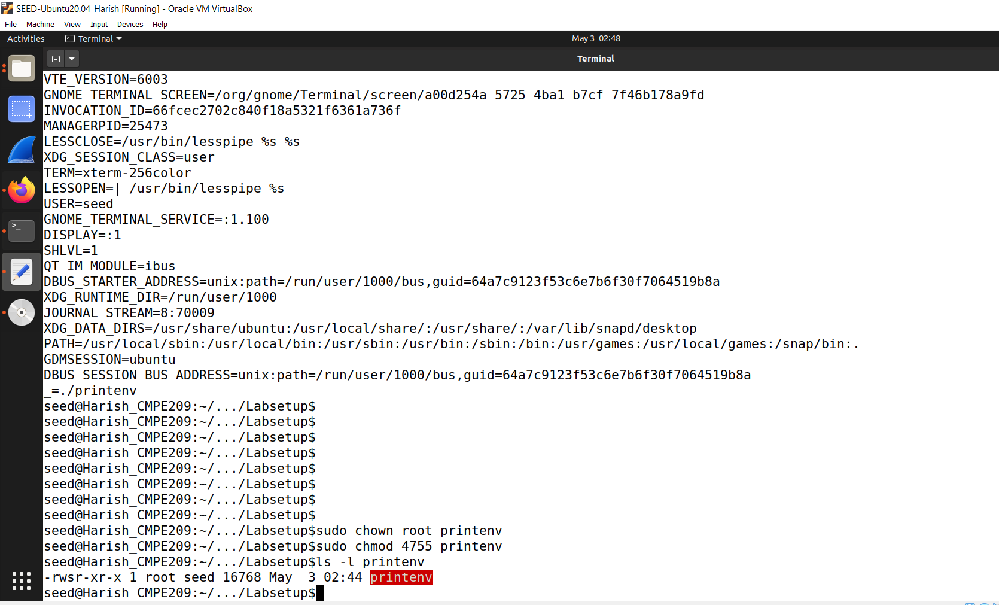 SEED-Ubuntu20.04_Harish [Running] - Oracle VM VirtualBox
File Machine View Input Devices Help
Activities Terminal May 3 02:48
Terminal
VTE_VERSION=6003
GNOME_TERMINAL_SCREEN=/org/gnome/Terminal/screen/a00d254a_5725_4ba1_b7cf_7f46b178a9fd
INVOCATION_ID=66fcec2702c840f18a5321f6361a736f
MANAGERPID=25473
LESSCLOSE=/usr/bin/lesspipe %s %s
XDG_SESSION_CLASS=user
TERM=xterm-256color
LESSOPEN=| /usr/bin/lesspipe %s
USER=seed
GNOME_TERMINAL_SERVICE=:1.100
DISPLAY=:1
SHLVL=1
QT_IM_MODULE=ibus
DBUS_STARTER_ADDRESS=unix:path=/run/user/1000/bus,guid=64a7c9123f53c6e7b6f30f7064519b8a
XDG_RUNTIME_DIR=/run/user/1000
JOURNAL_STREAM=8:70009
XDG_DATA_DIRS=/usr/share/ubuntu:/usr/local/share/:/usr/share/:/var/lib/snapd/desktop
PATH=/usr/local/sbin:/usr/local/bin:/usr/sbin:/usr/bin:/sbin:/bin:/usr/games:/usr/local/games:/snap/bin:.
GDMSESSION=ubuntu
DBUS_SESSION_BUS_ADDRESS=unix:path=/run/user/1000/bus,guid=64a7c9123f53c6e7b6f30f7064519b8a
_=./printenv
seed@Harish_CMPE209:~/.../Labsetup$
seed@Harish_CMPE209:~/.../Labsetup$
seed@Harish_CMPE209:~/.../Labsetup$
seed@Harish_CMPE209:~/.../Labsetup$
seed@Harish_CMPE209:~/.../Labsetup$
seed@Harish_CMPE209:~/.../Labsetup$
seed@Harish_CMPE209:~/.../Labsetup$
seed@Harish_CMPE209:~/.../Labsetup$
seed@Harish_CMPE209:~/.../Labsetup$sudo chown root printenv
seed@Harish_CMPE209:~/.../Labsetup$sudo chmod 4755 printenv
seed@Harish_CMPE209:~/.../Labsetup$ls -l printenv
-rwsr-xr-x 1 root seed 16768 May  3 02:44 printenv
seed@Harish_CMPE209:~/.../Labsetup$